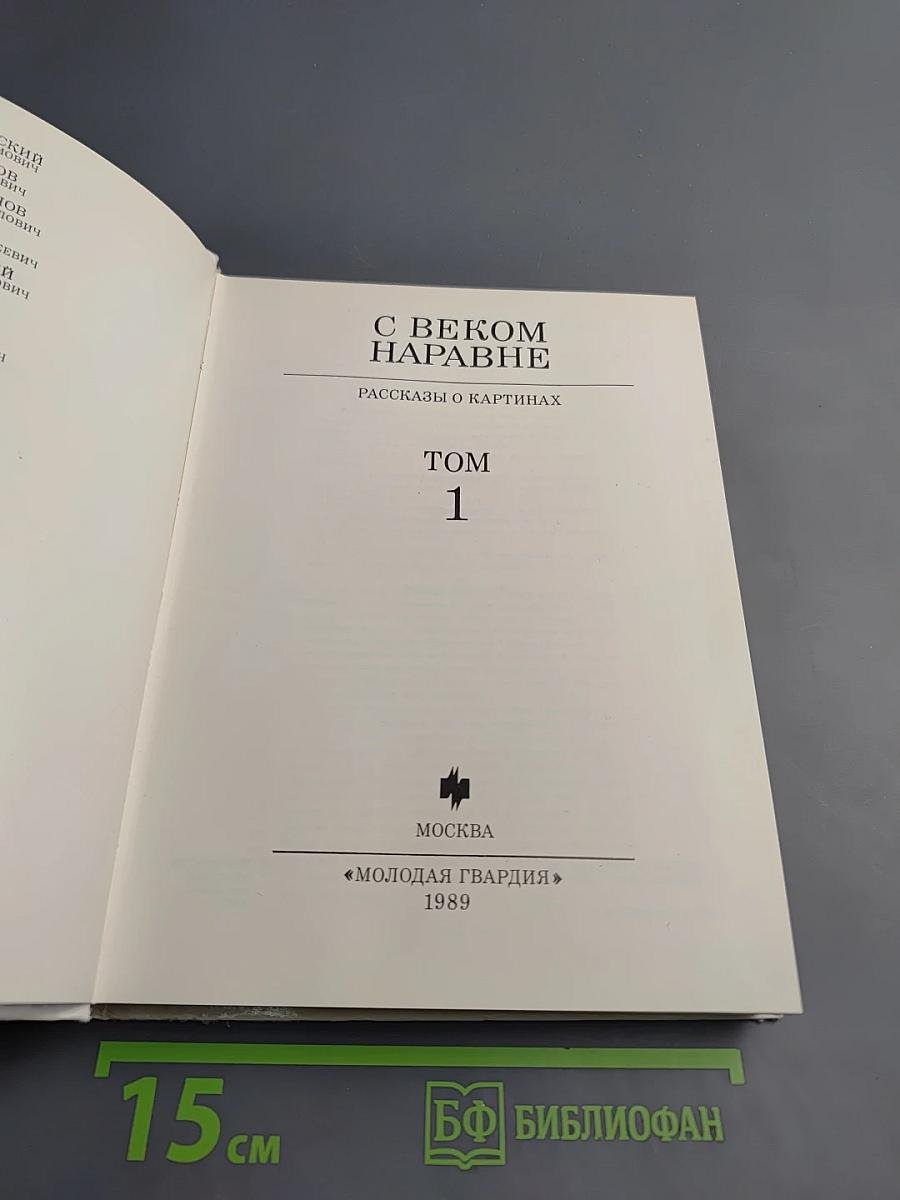 С ВЕКОМ
НАРАВНЕ
РАССКАЗЫ О КАРТИНАХ
ТОМ
1
МОСКВА
«МОЛОДАЯ ГВАРДИЯ»
1989
15 см
БФ БИБЛИОФАН